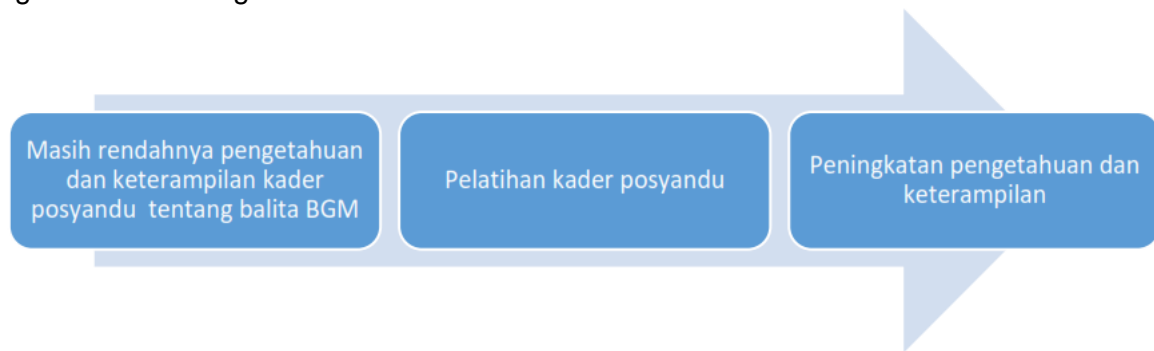 Masih rendahnya pengetahuan
dan keterampilan kader
posyandu tentang balita BGM
Pelatihan kader posyandu
Peningkatan pengetahuan dan
keterampilan